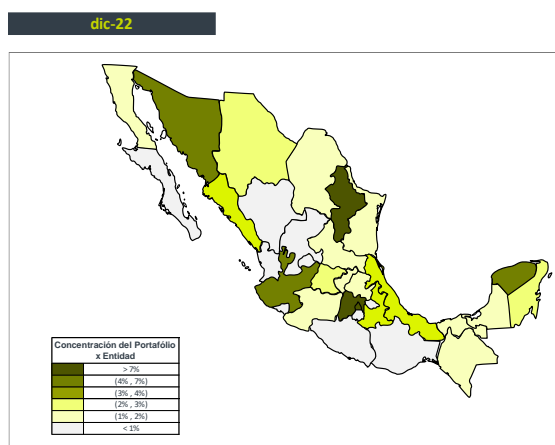 dic-22
Concentración del Portafólio
x Entidad
> 7%
(4% , 7%)
(3% , 4%)
(2% , 3%)
(1% , 2%)
< 1%